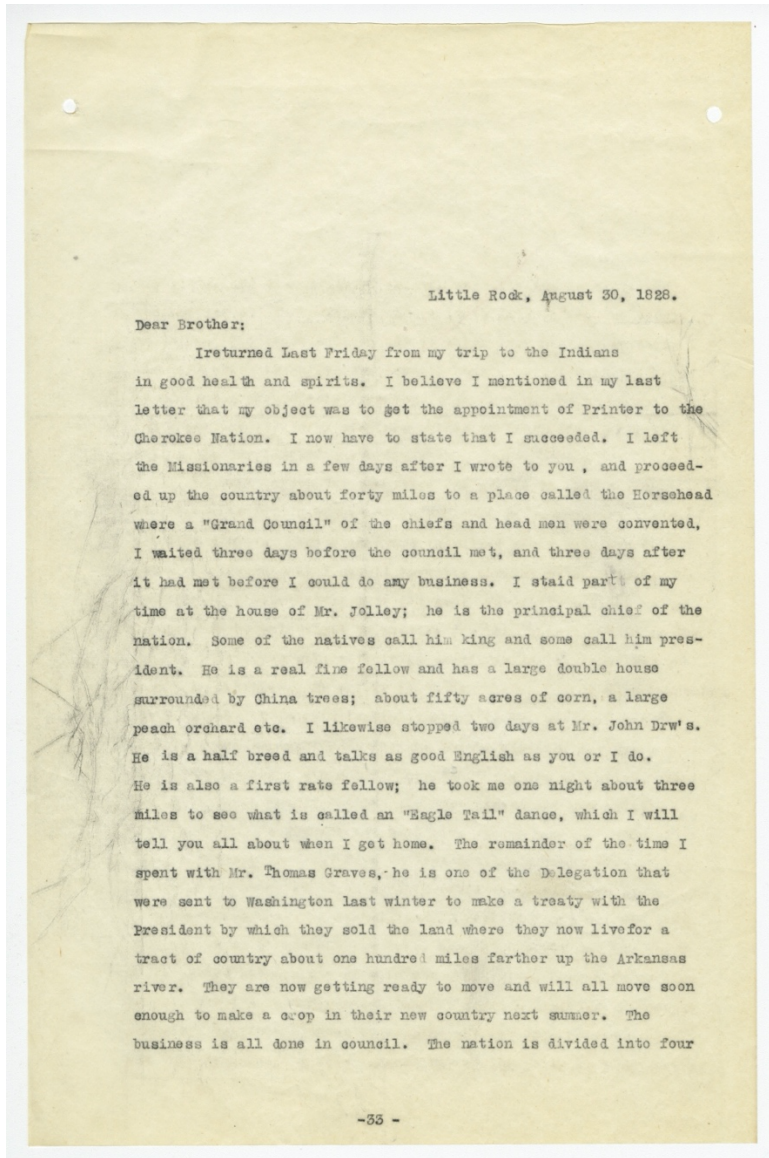 Little Rock, August 30, 1828.
Dear Brother;
Ireturned Last Friday from my trip to the Indians
in good health and spirits. I believe I mentioned in my last
letter that my object was to get the appointment of Printer to the
Cherokee Nation. I now have to state that I succeeded. I left
the Missionaries in a few days after I wrote to you , and proceed-
ed up the country about forty miles to a place called the Horsehead
where a "Grand Council" of the chiefs and head men were convented,
I waited three days before the council met, and three days after
it had met before I could do any business. I staid part of my
time at the house of Mr. Jolley; he is the principal chief of the
nation. Some of the natives call him king and some call him pres-
ident. He is a real fine fellow and has a large double house
surrounded by China trees; about fifty acres of corn, a large
peach orchard etc. I likewise stopped two days at Mr. John Drw's.
He is a half breed and talks as good English as you or I do.
He is also a first rate fellow; he took me one night about three
miles to see what is called an "Eagle Tail" dance, which I will
tell you all about when I get home. The remainder of the time I
spent with Mr. Thomas Graves,-he is one of the Delegation that
were sent to Washington last winter to make a treaty with the
President by which they sold the land where they now livefor a
tract of country about one hundred miles farther up the Arkansas
river. They are now getting ready to move and will all move soon
enough to make a crop in their new country next summer. The
business is all done in council. The nation is divided into four
-33 -